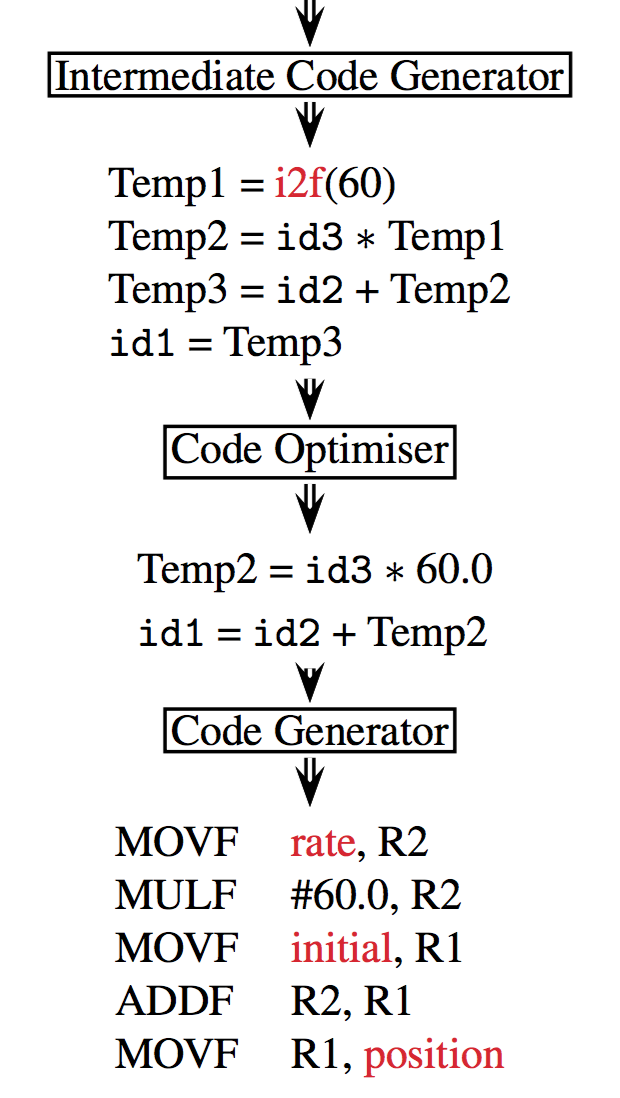 Intermediate Code Generator
Temp1 = i2f(60)
Temp2 = id3 ∗ Temp1
Temp3 = id2 + Temp2
id1 = Temp3
Code Optimiser
Temp2 = id3 ∗ 60.0
id1 = id2 + Temp2
Code Generator
MOVF rate, R2
MULF #60.0, R2
MOVF initial, R1
ADDF R2, R1
MOVF R1, position